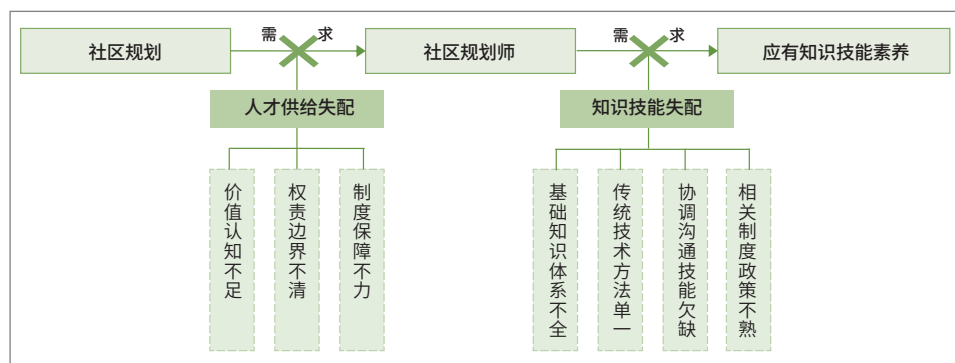 社区规划
需 求
社区规划师
需 求
应有知识技能素养
人才供给失配
知识技能失配
价值认知不足
权责边界不清
制度保障不力
基础知识体系不全
传统技术方法单一
协调沟通技能欠缺
相关制度政策不熟